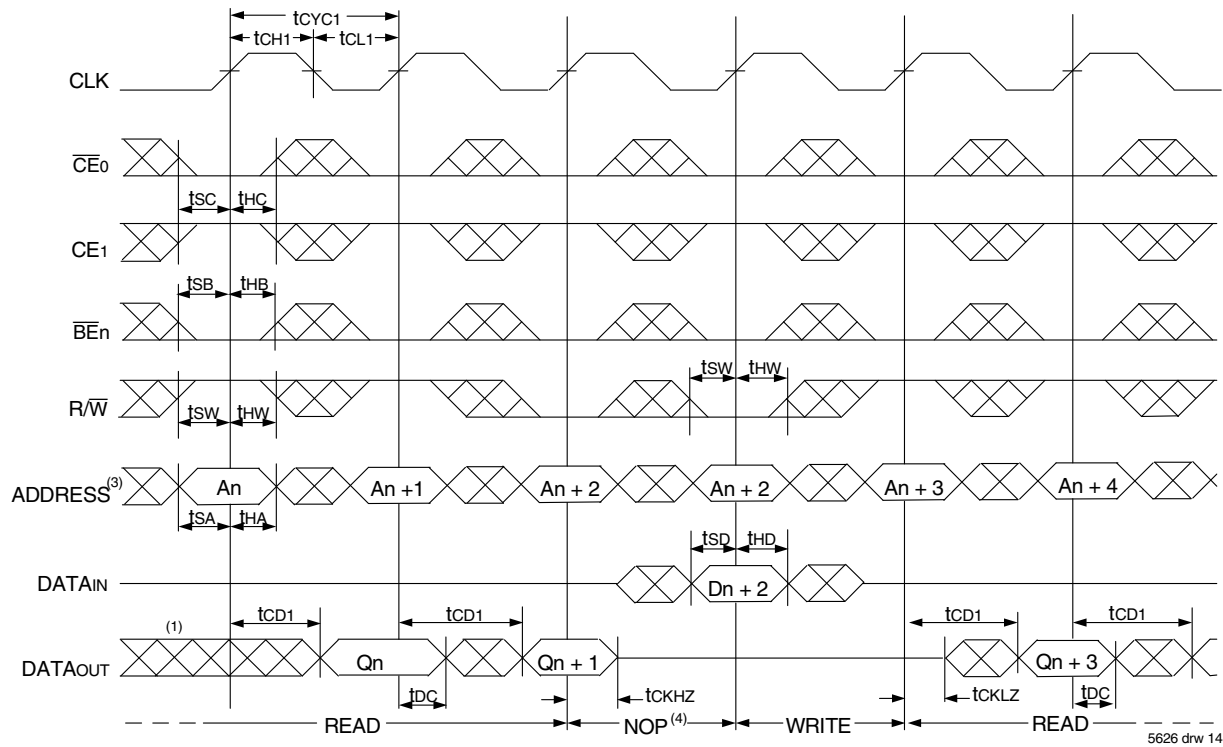 tCYC1
tCH1 tCL1
CLK
CE0
tSC tHC
CE1
tSB tHB
BEn
tSW tHW
R/W
tSW tHW
ADDRESS(3) An An +1 An + 2 An + 2 An + 3 An + 4
tSA tHA
tSD tHD
DATAIN Dn + 2
(1) tCD1 tCD1 tCD1 tCD1
DATAOUT Qn Qn + 1 Qn + 3
tDC tCKHZ tCKLZ tDC
READ NOP(4) WRITE READ
5626 drw 14